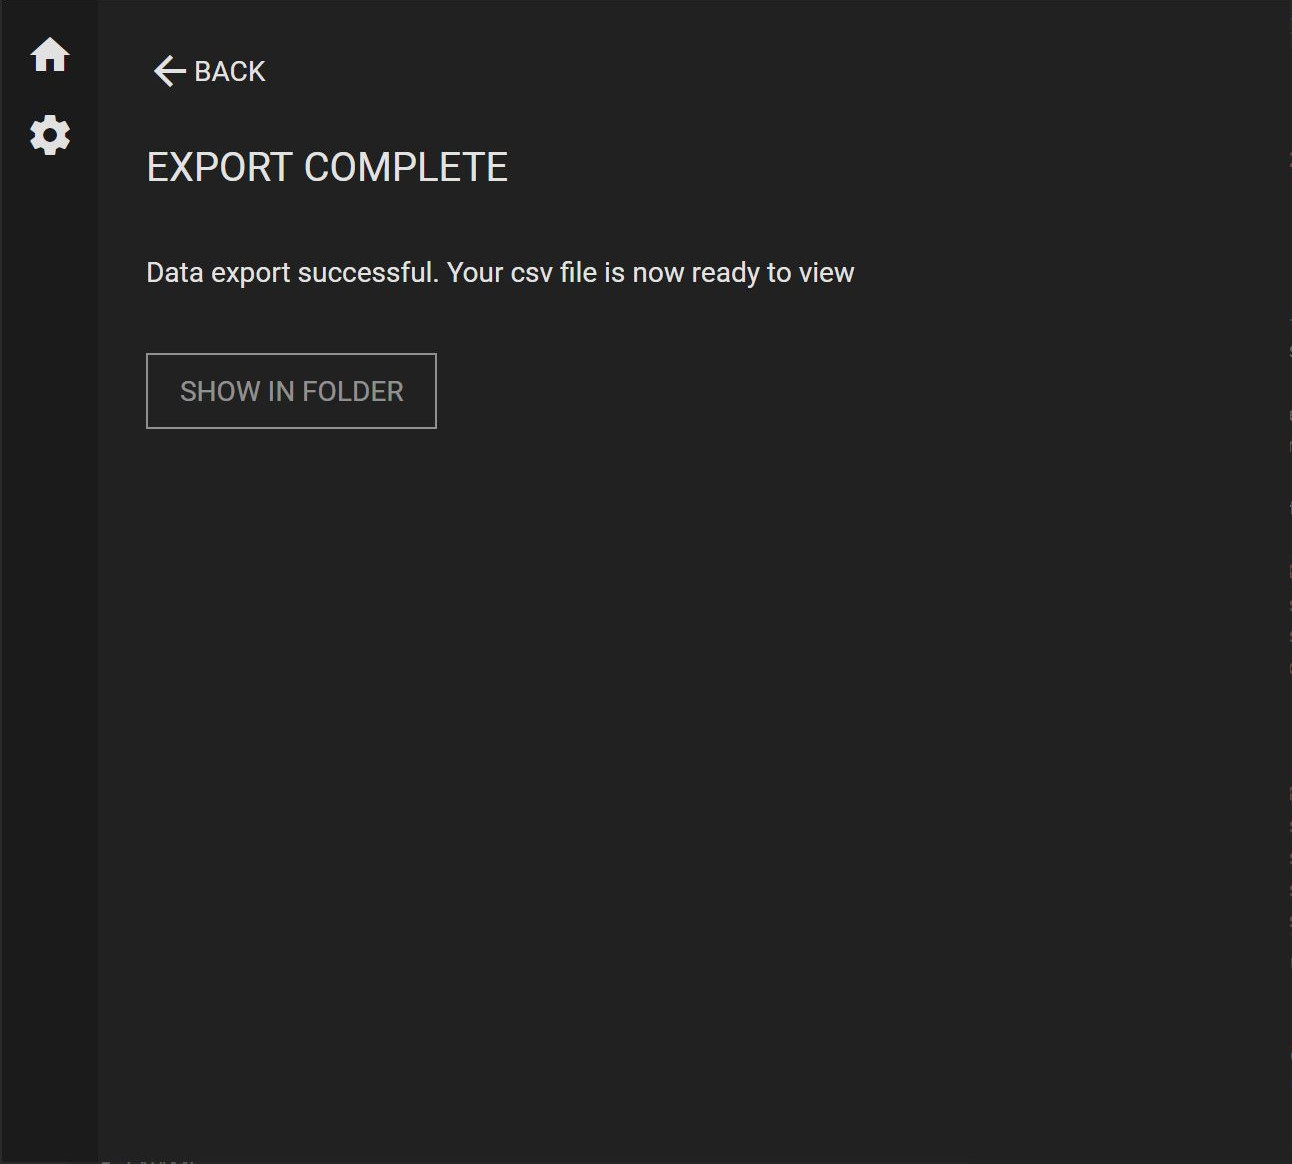 BACK
EXPORT COMPLETE
Data export successful. Your csv file is now ready to view
SHOW IN FOLDER